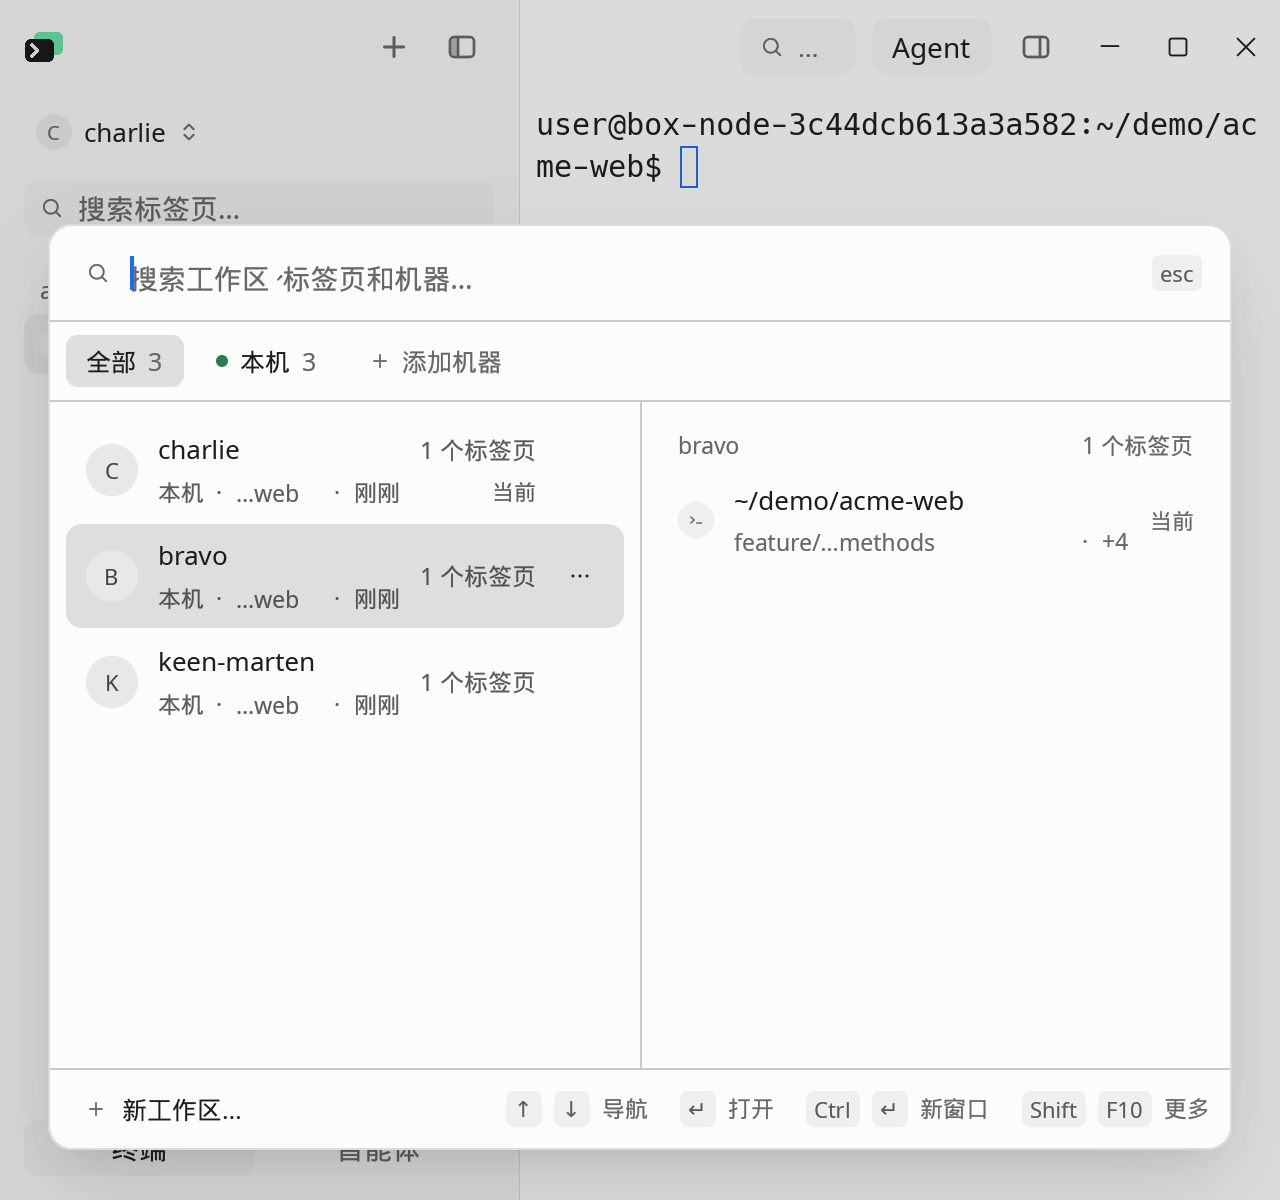 ... Agent
C charlie
user@box-node-3c44dcb613a3a582:~/demo/ac
me-web$
搜索标签页...
搜索工作区、标签页和机器... esc
全部 3 本机 3 + 添加机器
C charlie 1 个标签页
本机 · ...web · 刚刚 当前
B bravo 1 个标签页 ...
本机 · ...web · 刚刚
K keen-marten 1 个标签页
本机 · ...web · 刚刚
bravo 1 个标签页
~/demo/acme-web 当前
feature/...methods · +4
+ 新工作区... ↑ ↓ 导航 ↵ 打开 Ctrl ↵ 新窗口 Shift F10 更多
终端 智能体